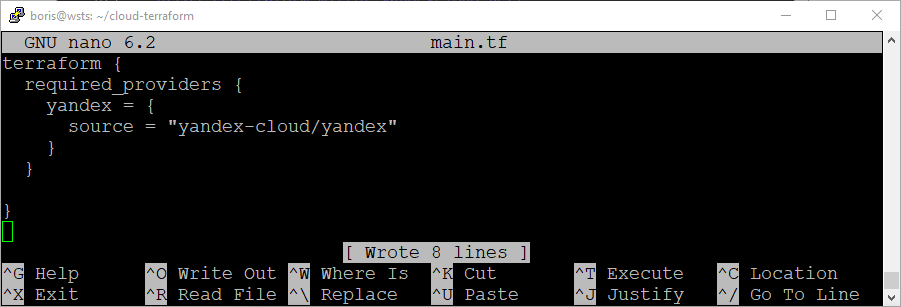 boris@wsts: ~/cloud-terraform
GNU nano 6.2 main.tf
terraform {
  required_providers {
    yandex = {
      source = "yandex-cloud/yandex"
    }
  }

}
[ Wrote 8 lines ]
^G Help ^O Write Out ^W Where Is ^K Cut ^T Execute ^C Location
^X Exit ^R Read File ^\ Replace ^U Paste ^J Justify ^/ Go To Line